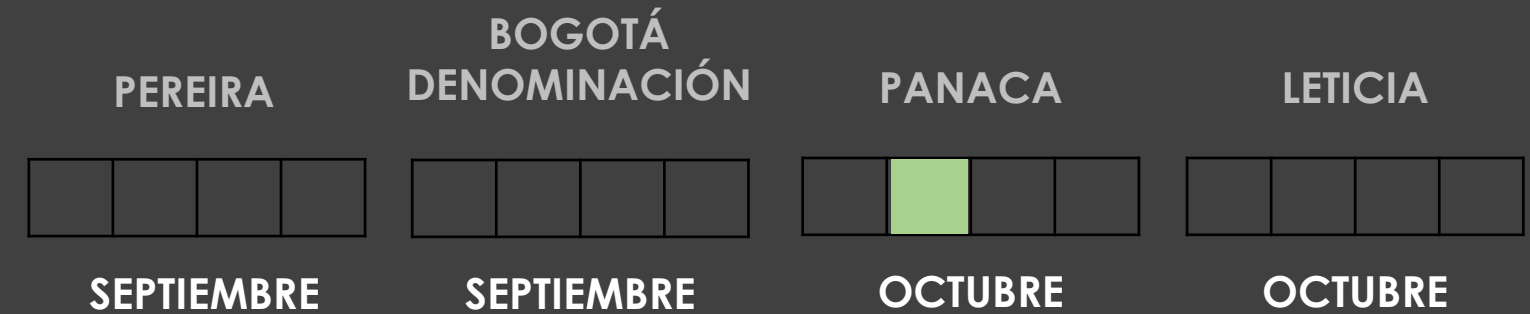 PEREIRA
BOGOTÁ
DENOMINACIÓN
PANACA
LETICIA
SEPTIEMBRE
SEPTIEMBRE
OCTUBRE
OCTUBRE